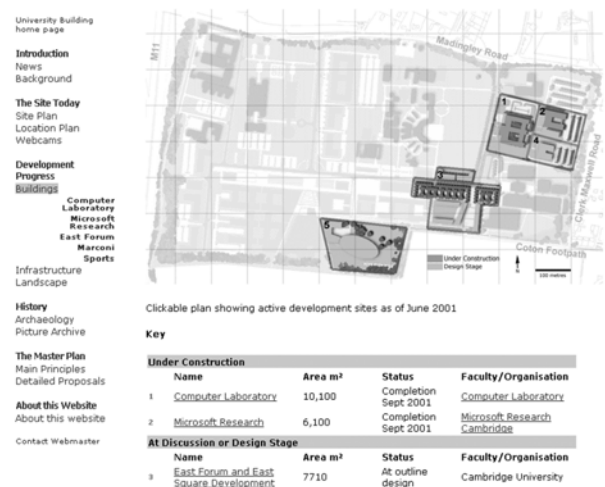 University Building
home page
Introduction
News
Background
The Site Today
Site Plan
Location Plan
Webcams
Development
Progress
Buildings
Computer
Laboratory
Microsoft
Research
East Forum
Marconi
Sports
Infrastructure
Landscape
History
Archaeology
Picture Archive
The Master Plan
Main Principles
Detailed Proposals
About this Website
About this website
Contact Webmaster
M11
Madingley Road
1
2
4
3
5
Clerk Maxwell Road
Coton Footpath
Under Construction
Design Stage
100 metres
Clickable plan showing active development sites as of June 2001
Key
Under Construction
Name Area m² Status Faculty/Organisation
1 Computer Laboratory 10,100 Completion Sept 2001 Computer Laboratory
2 Microsoft Research 6,100 Completion Sept 2001 Microsoft Research Cambridge
At Discussion or Design Stage
Name Area m² Status Faculty/Organisation
3 East Forum and East Square Development 7710 At outline design Cambridge University